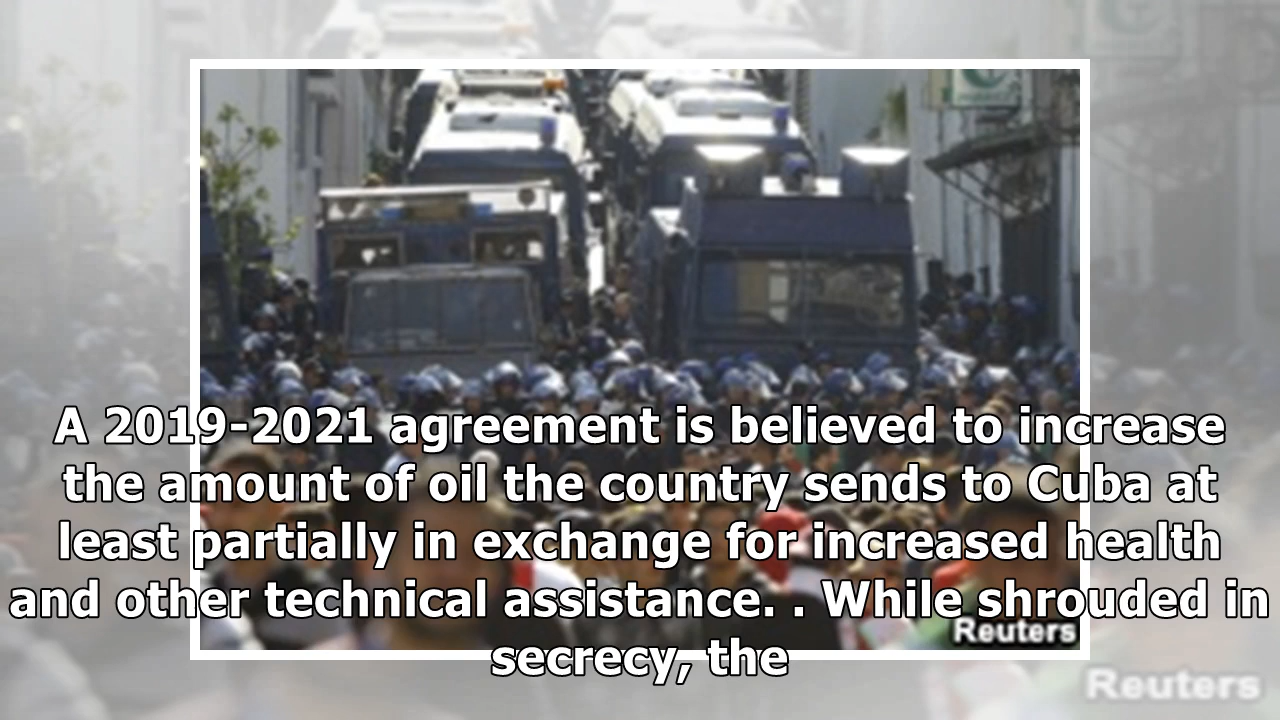 A 2019-2021 agreement is believed to increase
the amount of oil the country sends to Cuba at
least partially in exchange for increased health
and other technical assistance. . While shrouded in
secrecy, the
Reuters
Reuters